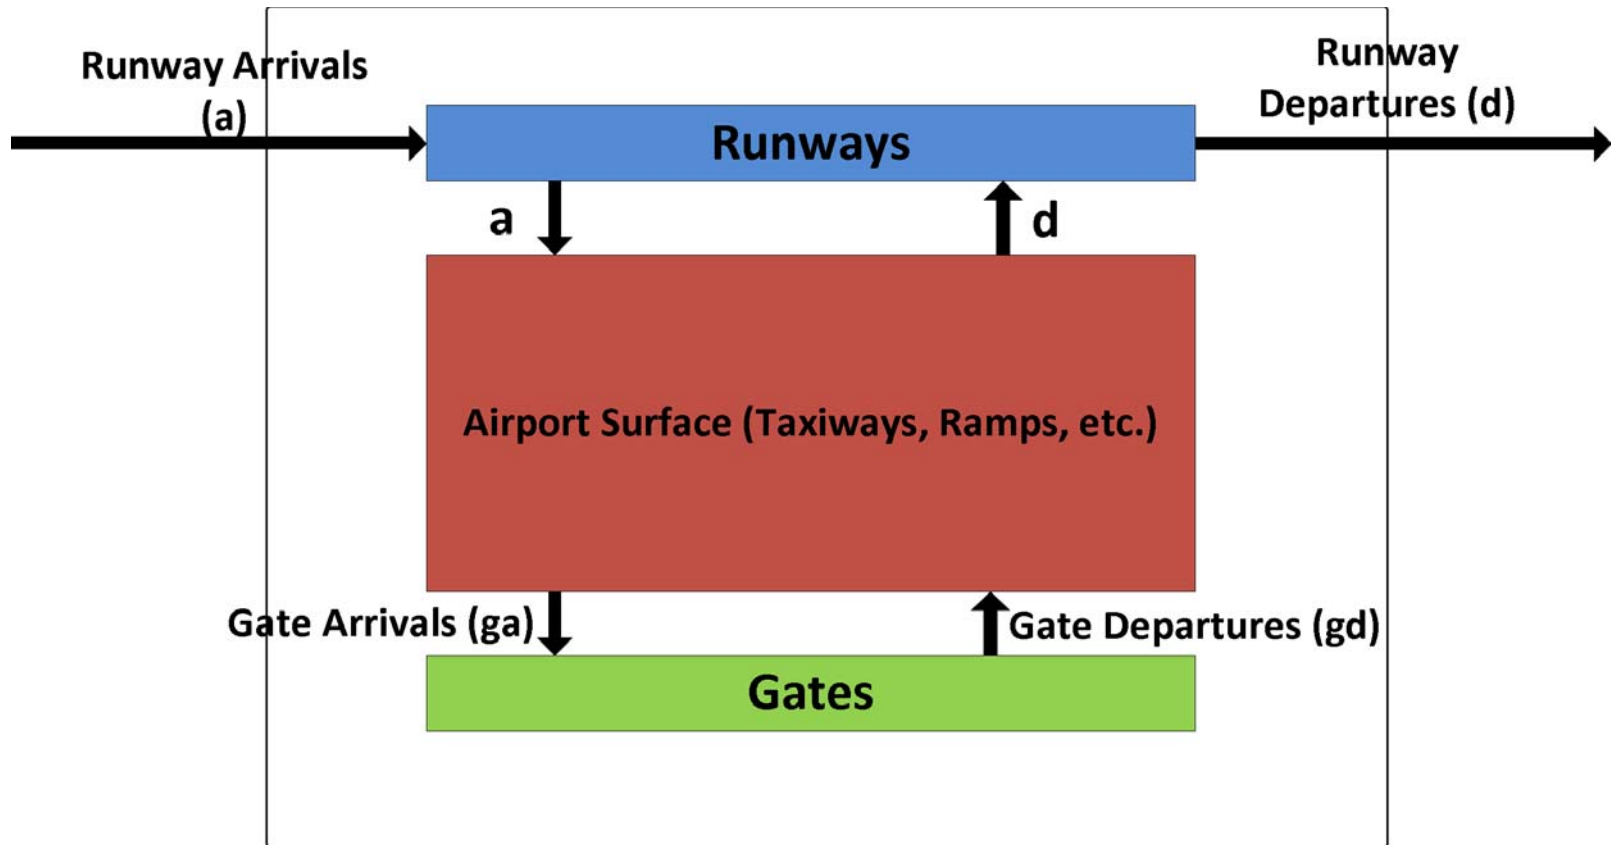 Runway Arrivals
(a)
Runway
Departures (d)
Runways
a
d
Airport Surface (Taxiways, Ramps, etc.)
Gate Arrivals (ga)
Gate Departures (gd)
Gates